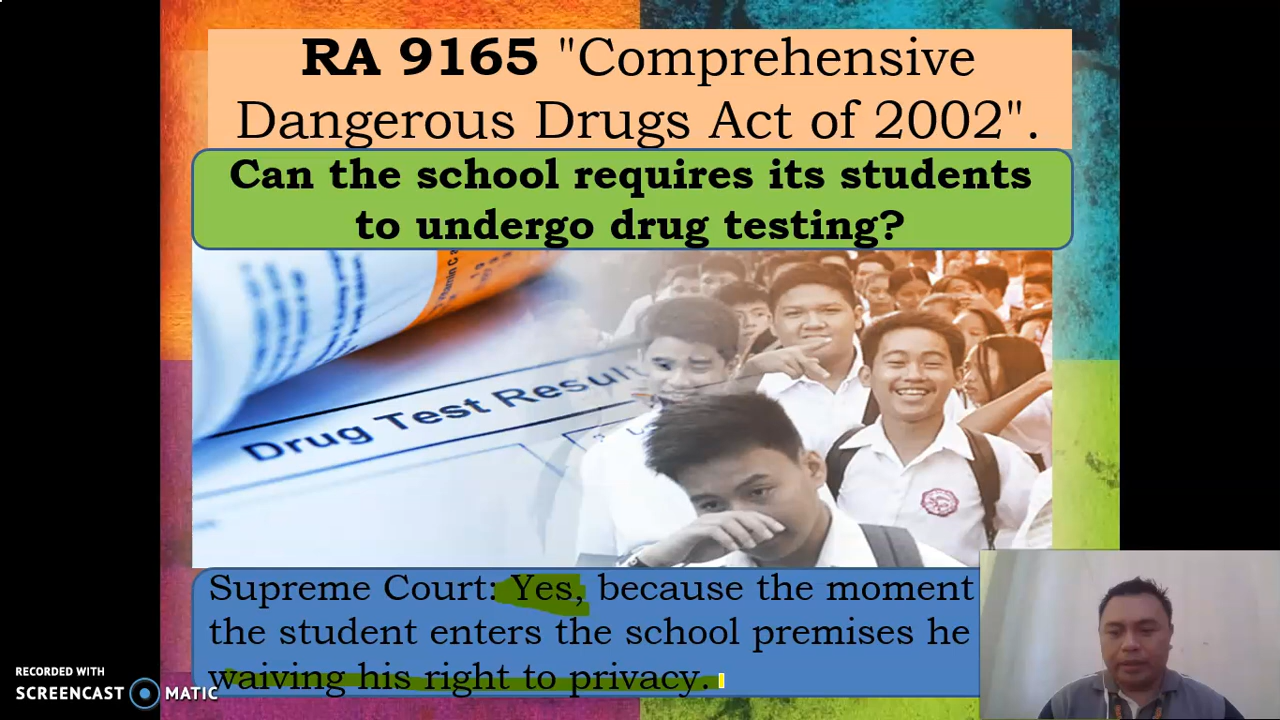 RA 9165 "Comprehensive
Dangerous Drugs Act of 2002".
Can the school requires its students
to undergo drug testing?
Vitamin C
Drug Test Result
Supreme Court: Yes, because the moment
the student enters the school premises he
waiving his right to privacy.
RECORDED WITH
SCREENCAST MATIC